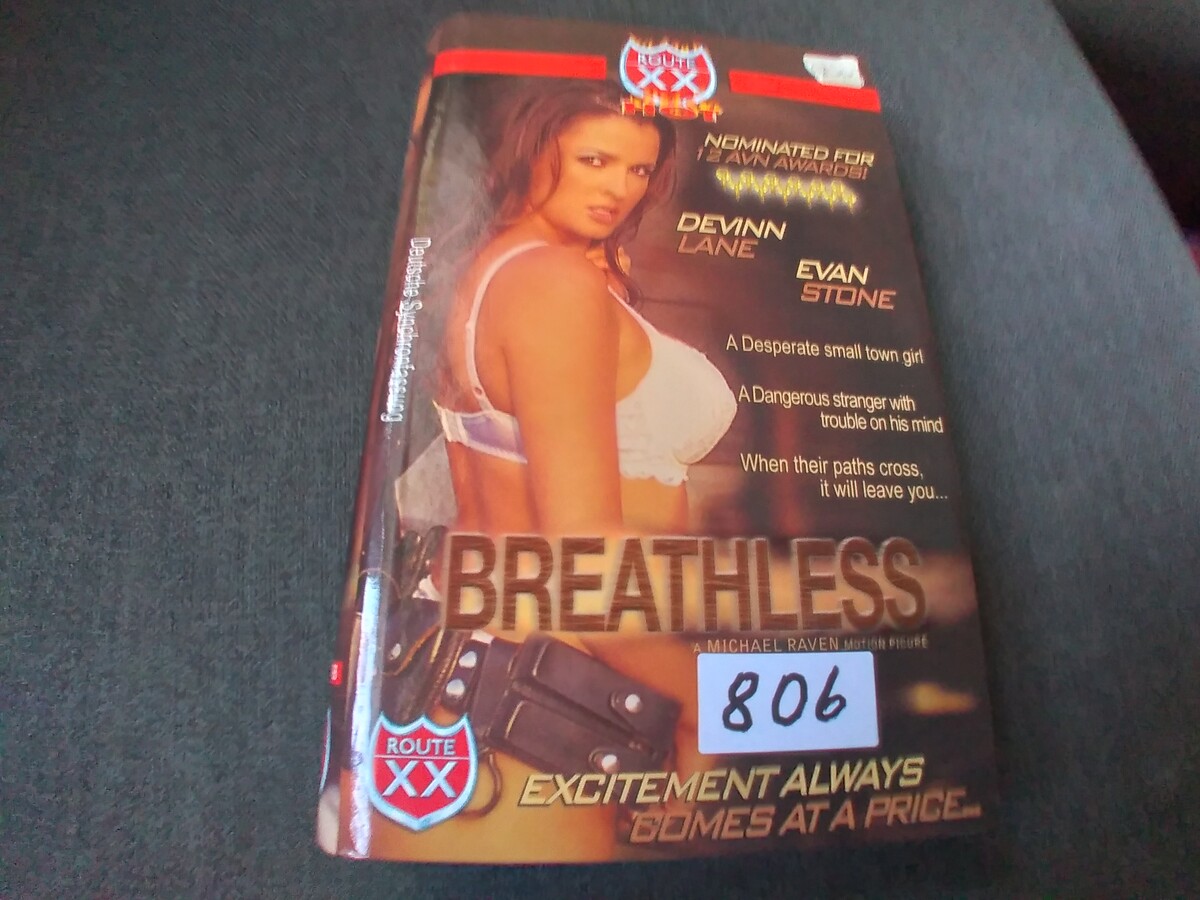 ROUTE
XX
HOT
NOMINATED FOR
12 AVN AWARDS!
DEVINN
LANE
EVAN
STONE
A Desperate small town girl
A Dangerous stranger with
trouble on his mind
When their paths cross,
it will leave you...
BREATHLESS
A MICHAEL RAVEN MOTION PICTURE
806
ROUTE
XX
EXCITEMENT ALWAYS
COMES AT A PRICE...
Deutsche Synchronfassung